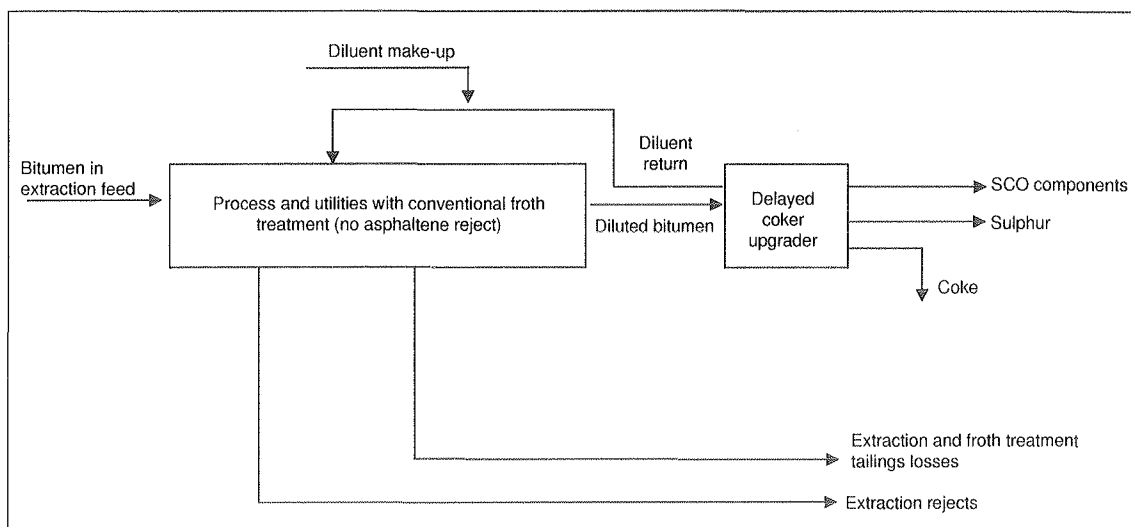 Diluent make-up
Diluent
return
Bitumen in
extraction feed
Process and utilities with conventional froth
treatment (no asphaltene reject)
Diluted bitumen
Delayed
coker
upgrader
SCO components
Sulphur
Coke
Extraction and froth treatment
tailings losses
Extraction rejects